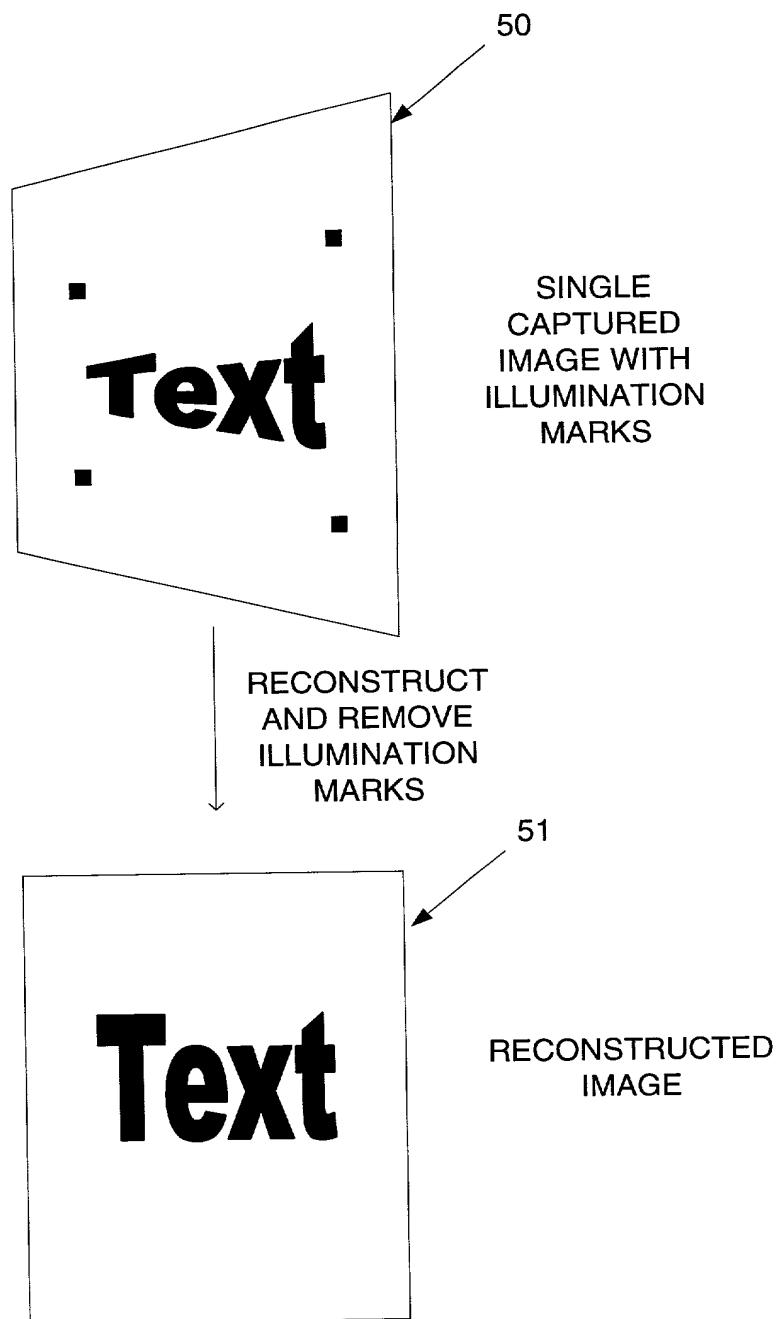 50
SINGLE
CAPTURED
IMAGE WITH
ILLUMINATION
MARKS
Text
RECONSTRUCT
AND REMOVE
ILLUMINATION
MARKS
51
Text
RECONSTRUCTED
IMAGE